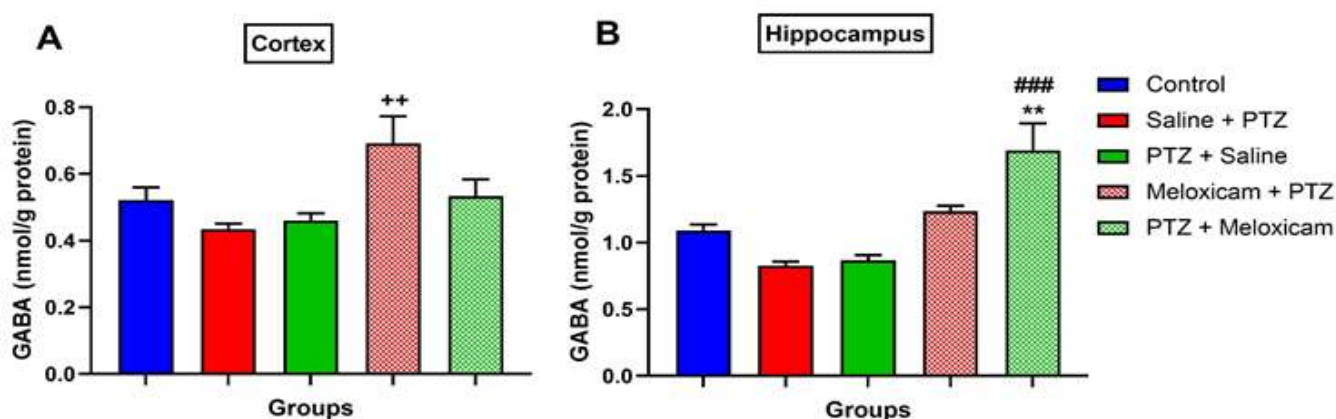 A
Cortex
GABA (nmol/g protein)
0.8
0.6
0.4
0.2
0.0
++
Groups
B
Hippocampus
GABA (nmol/g protein)
2.0
1.5
1.0
0.5
0.0
###
**
Groups
Control
Saline + PTZ
PTZ + Saline
Meloxicam + PTZ
PTZ + Meloxicam